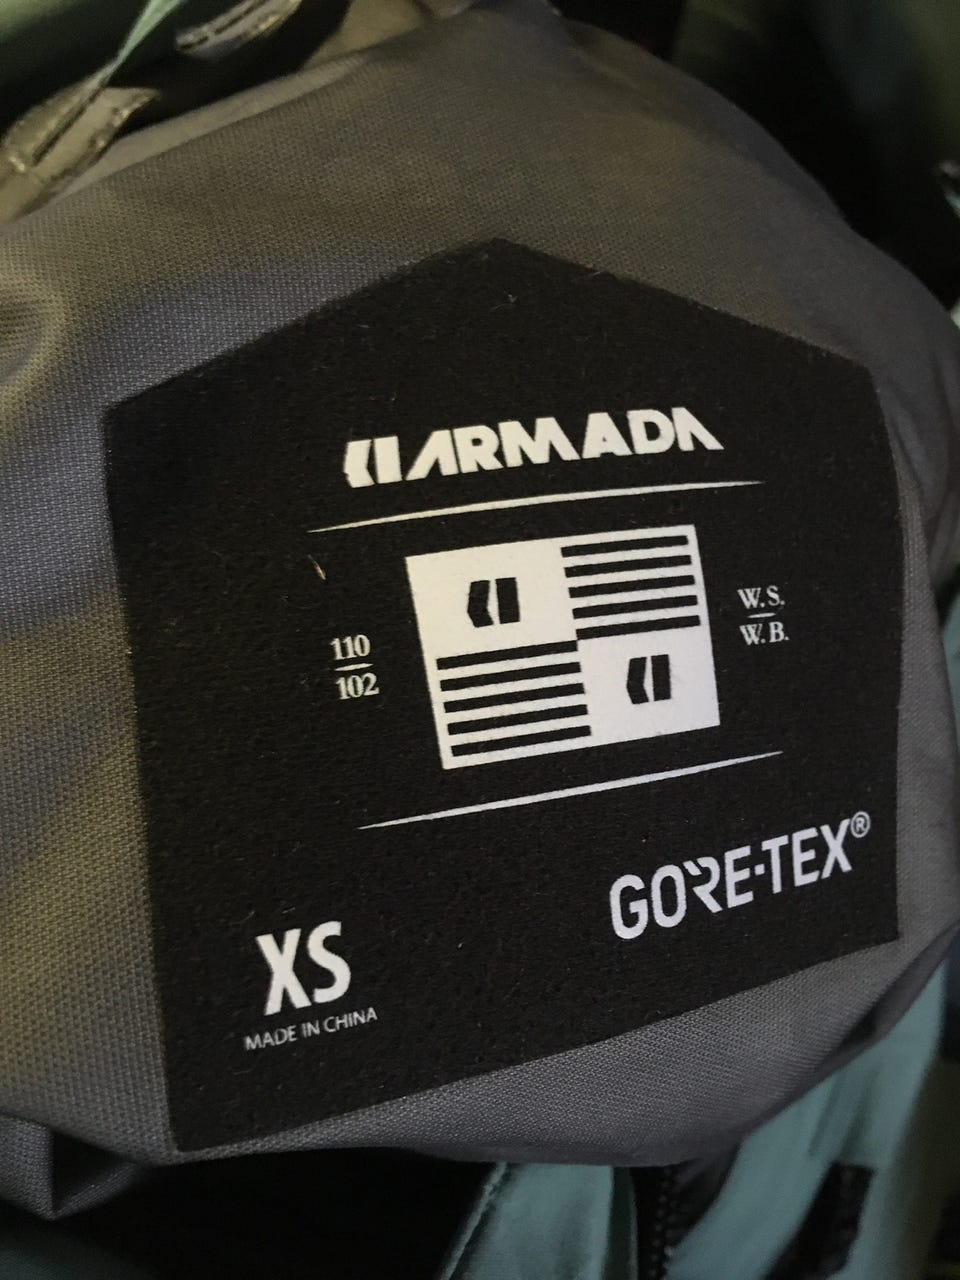 ARMADA
110
102
W.S.
W.B.
GORE-TEX®
XS
MADE IN CHINA